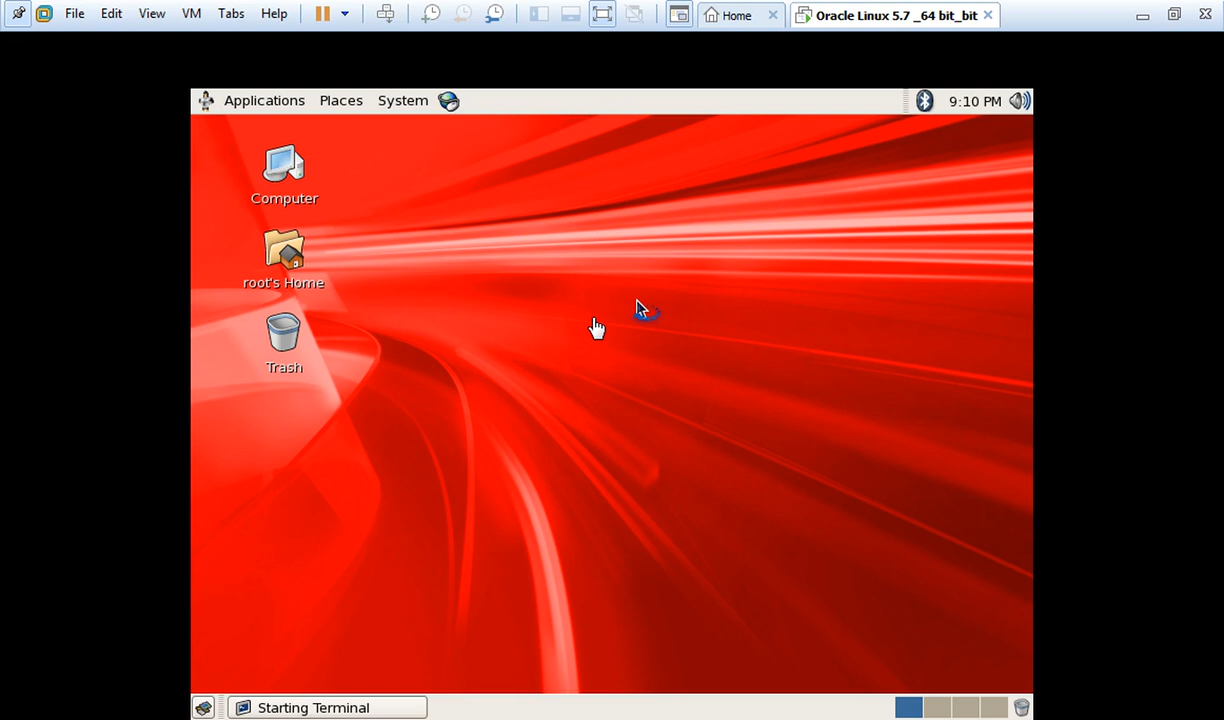 File Edit View VM Tabs Help Home Oracle Linux 5.7 _64 bit_bit
Applications Places System 9:10 PM
Computer
root's Home
Trash
Starting Terminal